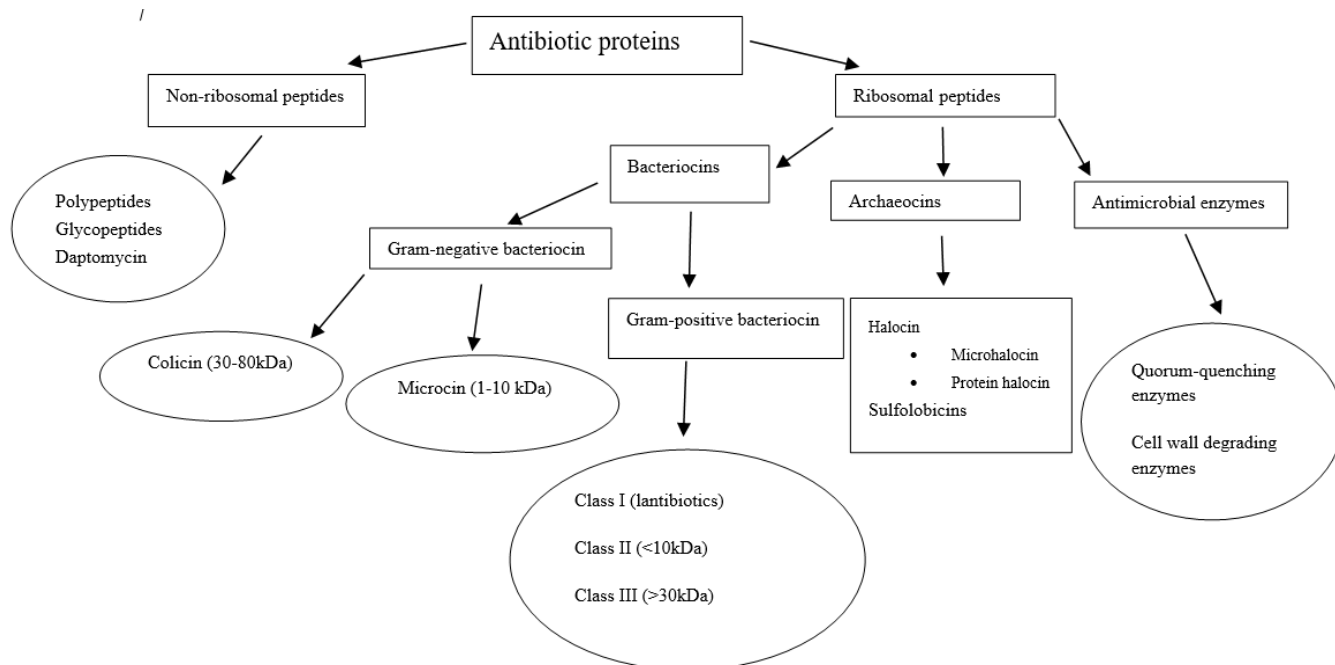 /
Antibiotic proteins
Non-ribosomal peptides
Ribosomal peptides
Polypeptides
Glycopeptides
Daptomycin
Bacteriocins
Archaeocins
Antimicrobial enzymes
Gram-negative bacteriocin
Gram-positive bacteriocin
Colicin (30-80kDa)
Microcin (1-10 kDa)
Halocin
• Microhalocin
• Protein halocin
Sulfolobicins
Quorum-quenching
enzymes
Cell wall degrading
enzymes
Class I (lantibiotics)
Class II (<10kDa)
Class III (>30kDa)